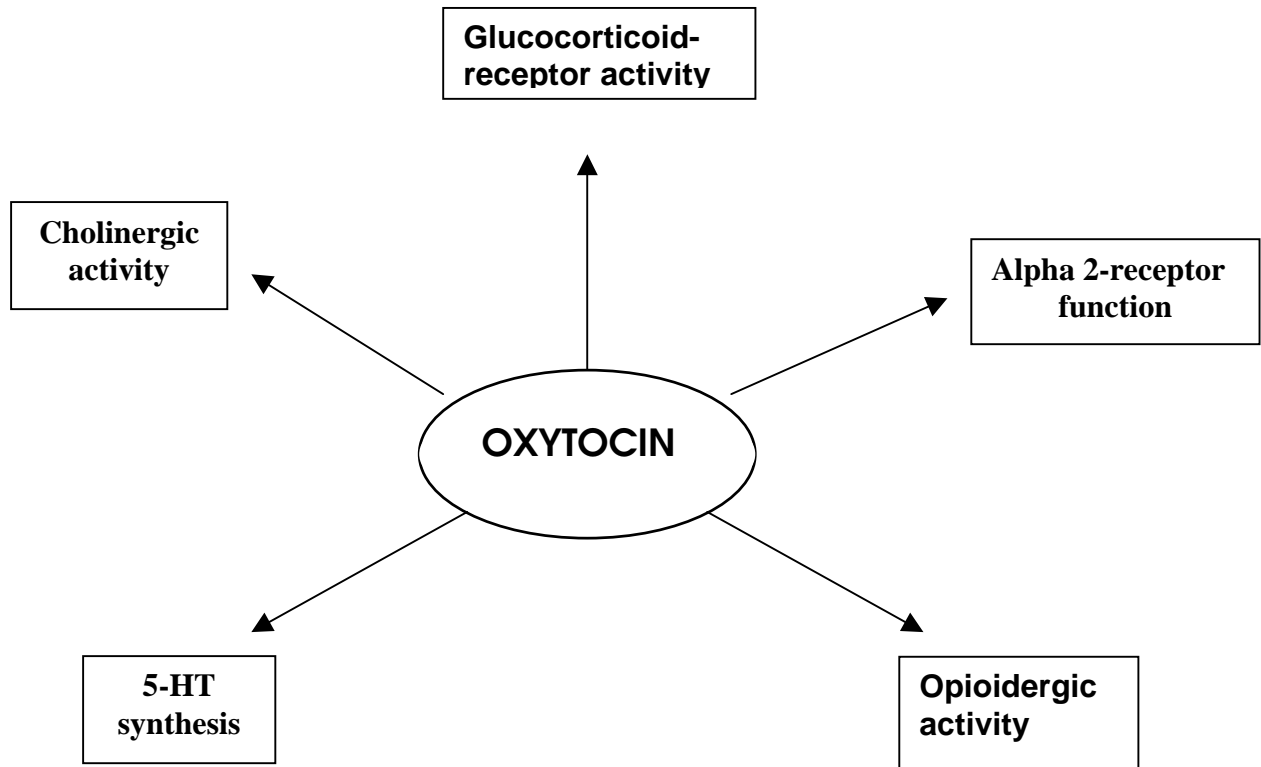 Glucocorticoid-
receptor activity
Cholinergic
activity
Alpha 2-receptor
function
OXYTOCIN
5-HT
synthesis
Opioidergic
activity